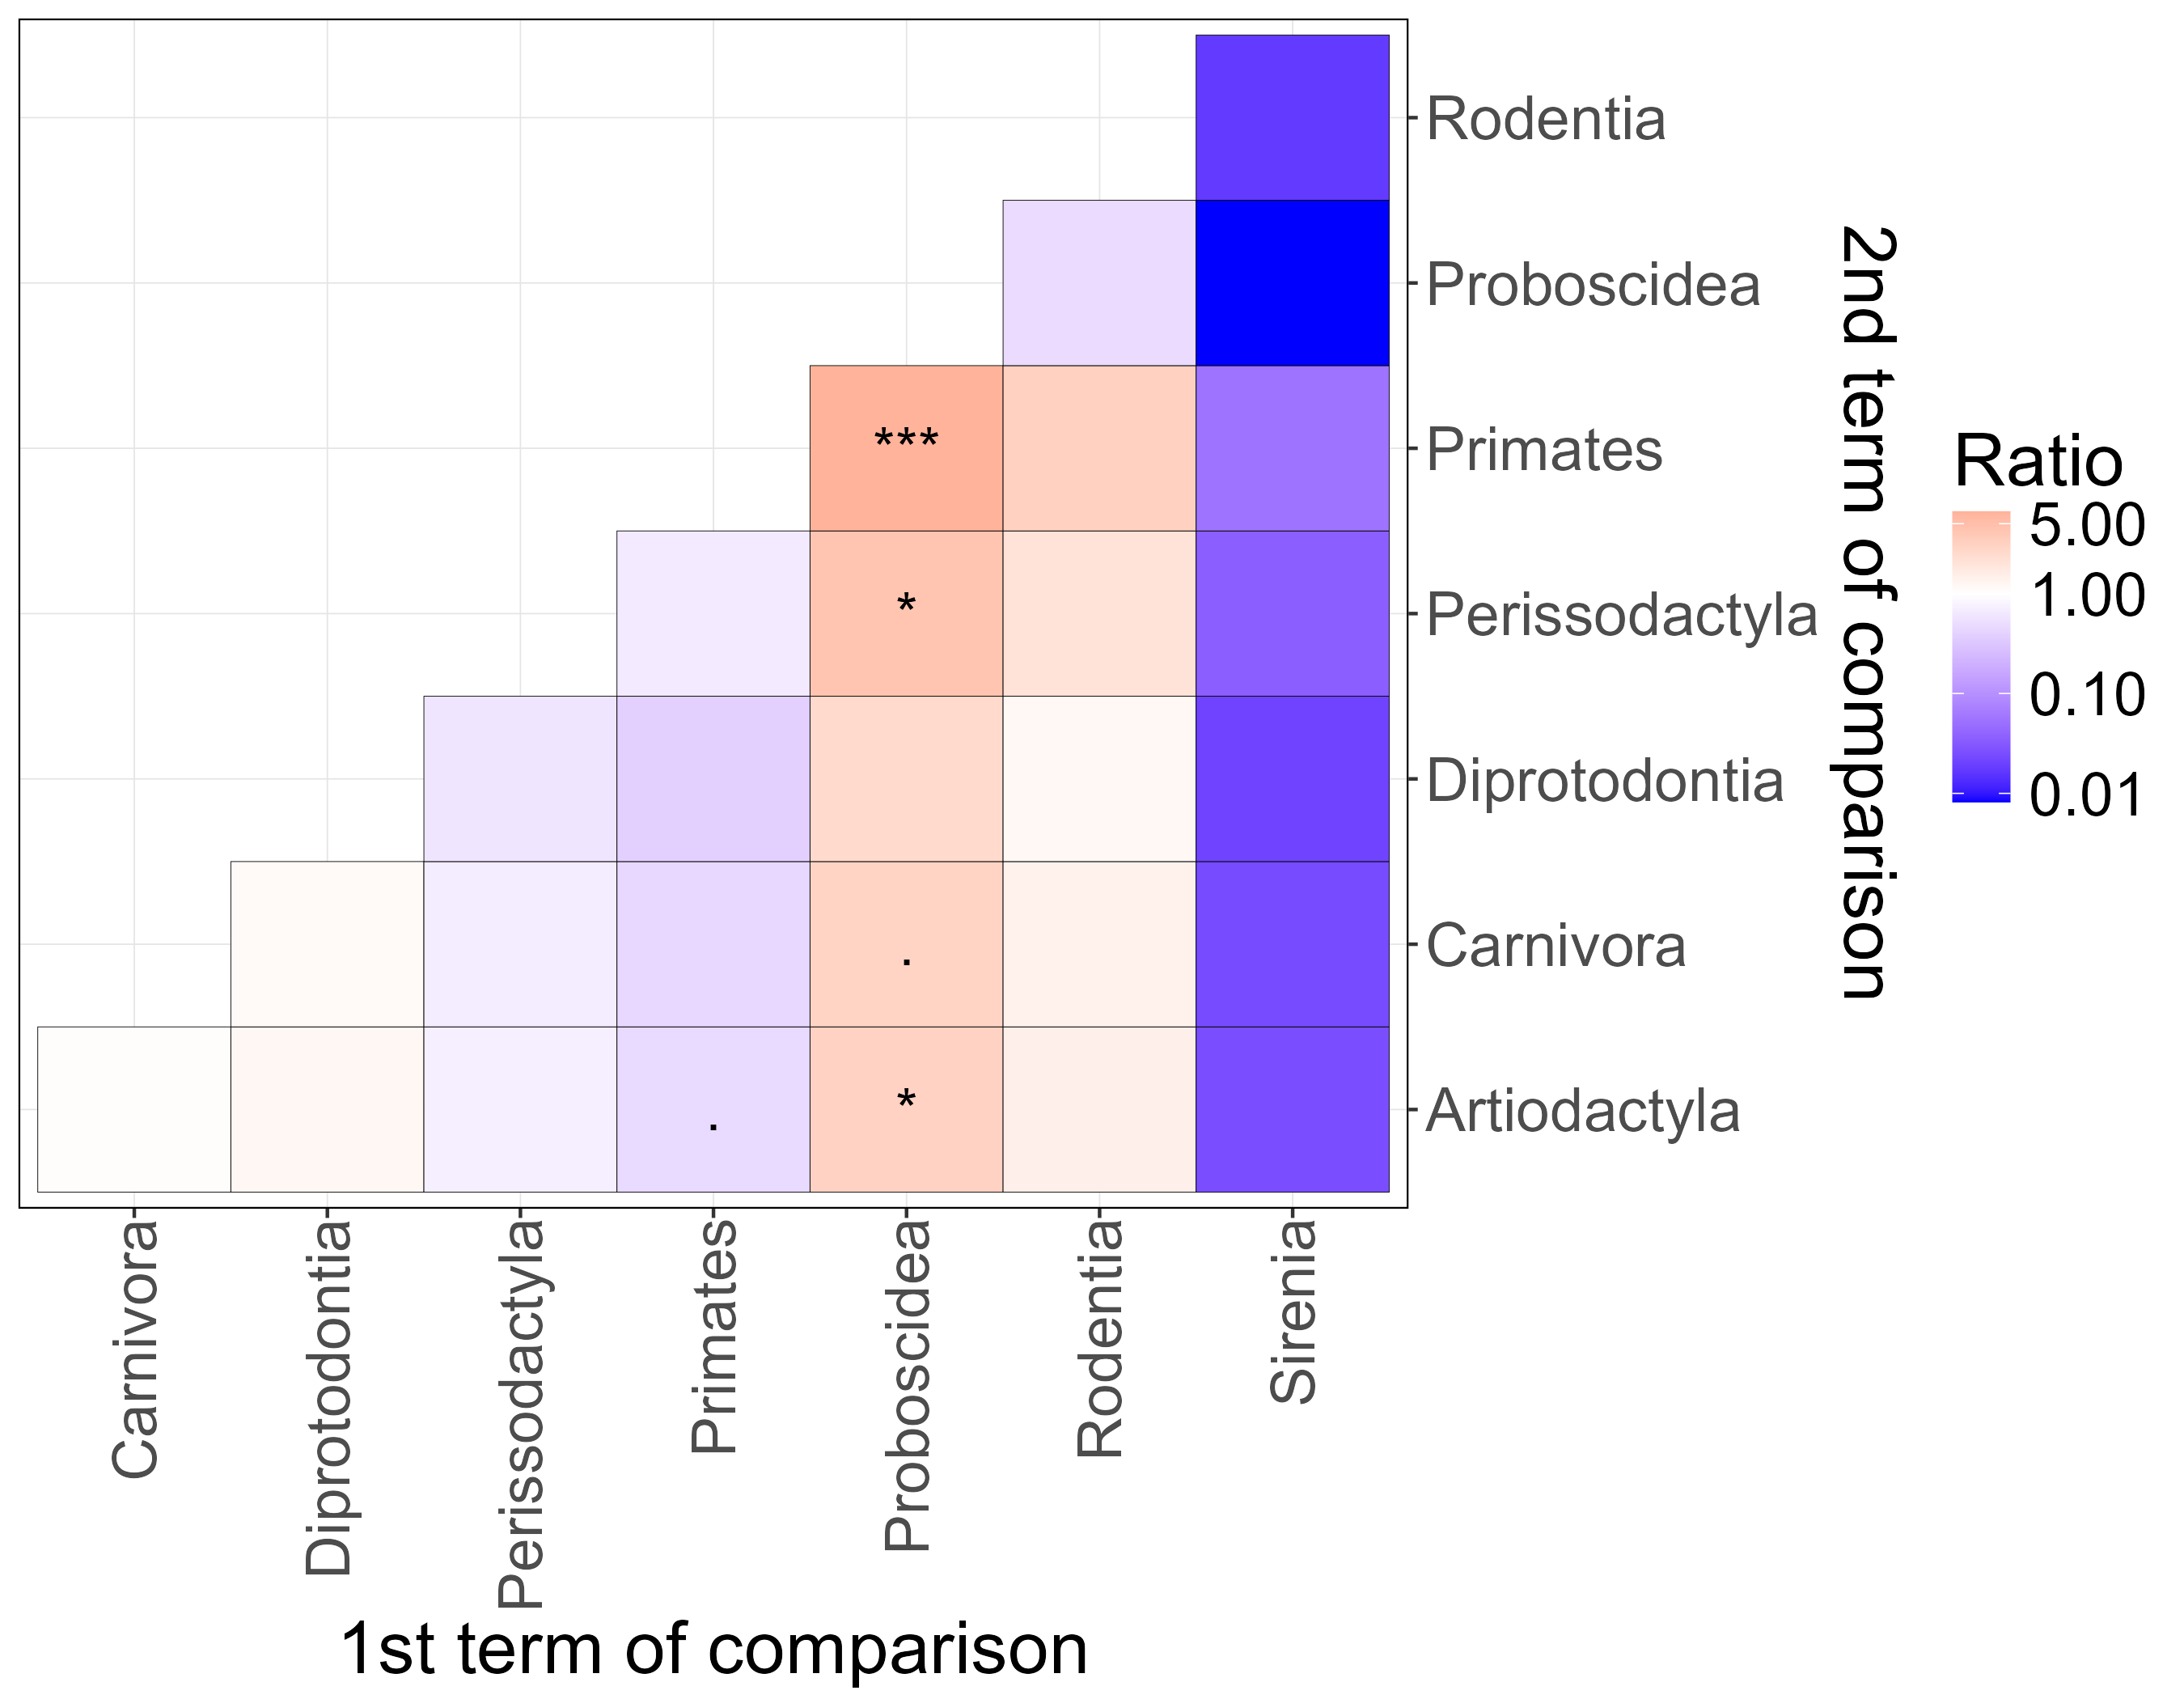 Rodentia
Proboscidea
***
Primates
*
Perissodactyla
Diprotodontia
.
Carnivora
.
*
Artiodactyla
2nd term of comparison
Ratio
5.00
1.00
0.10
0.01
Carnivora
Diprotodontia
Perissodactyla
Primates
Proboscidea
Rodentia
Sirenia
1st term of comparison